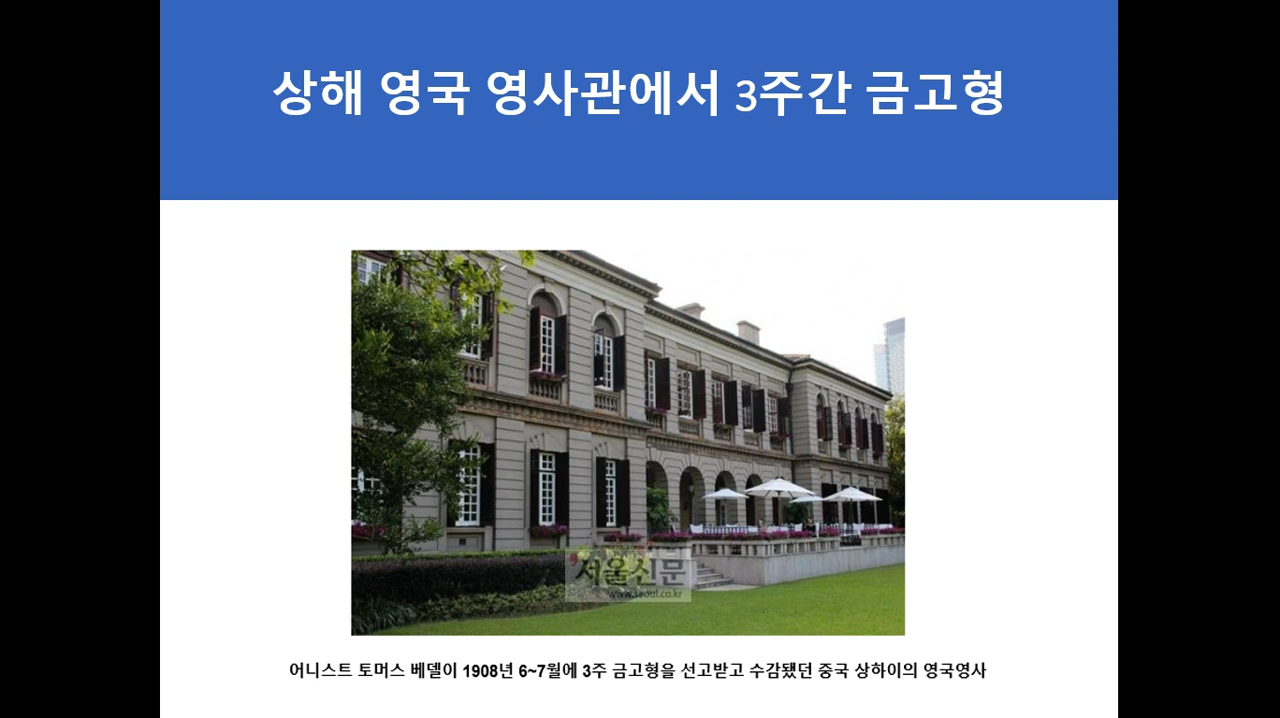 상해 영국 영사관에서 3주간 금고형
서울신문
www.seoul.co.kr
어니스트 토머스 베델이 1908년 6~7월에 3주 금고형을 선고받고 수감됐던 중국 상하이의 영국영사